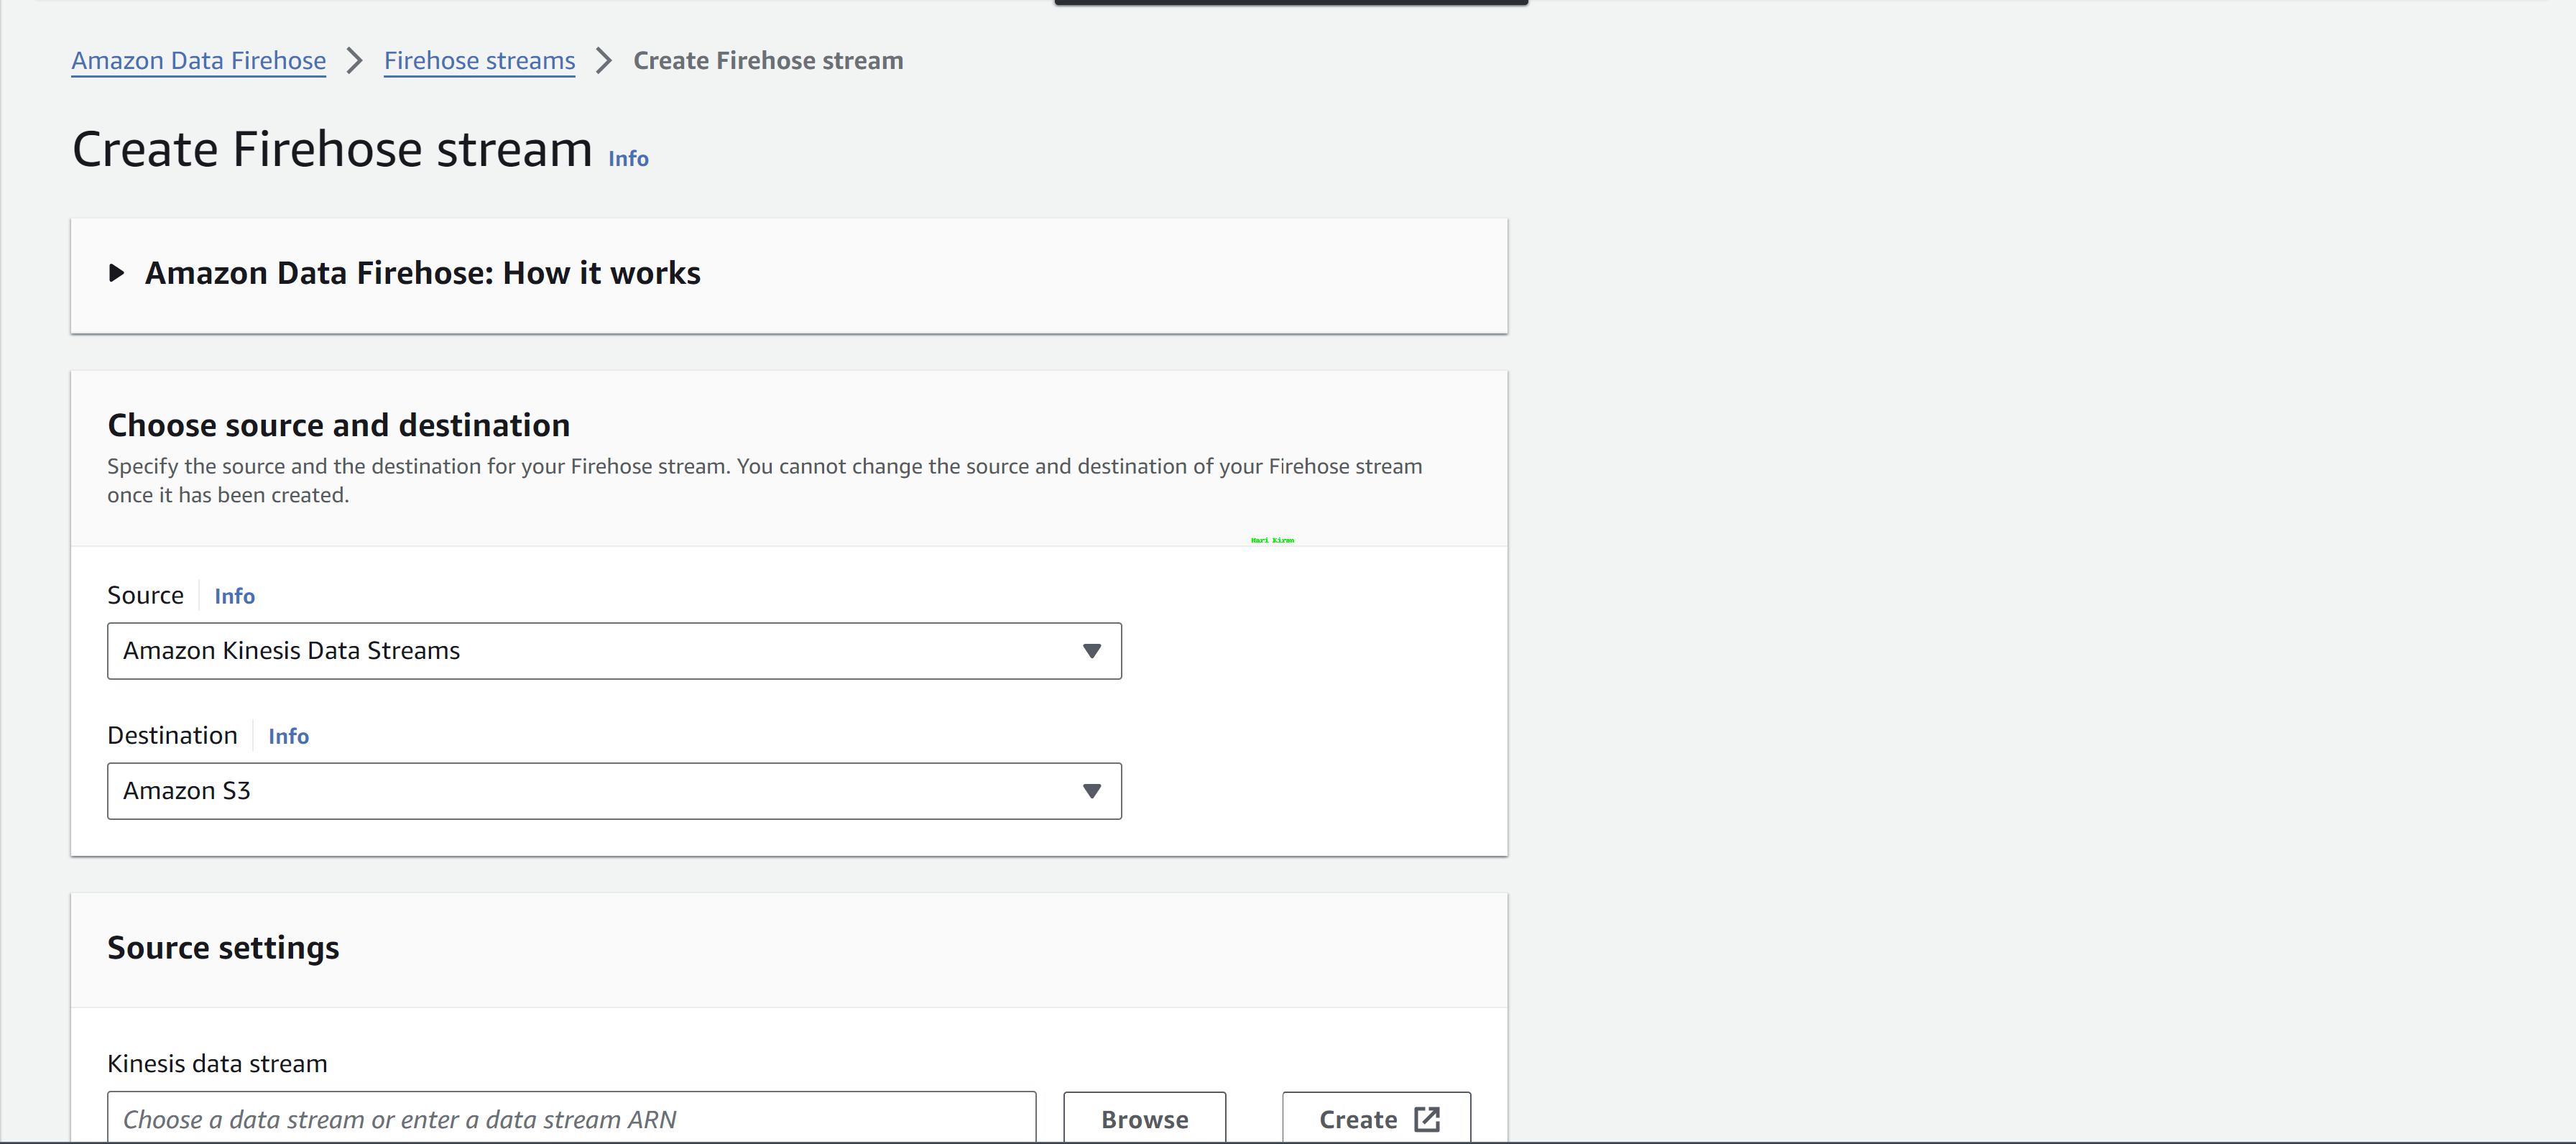 Amazon Data Firehose > Firehose streams > Create Firehose stream
Create Firehose stream Info
Amazon Data Firehose: How it works
Choose source and destination
Specify the source and the destination for your Firehose stream. You cannot change the source and destination of your Firehose stream
once it has been created.
Source Info
Amazon Kinesis Data Streams
Destination Info
Amazon S3
Source settings
Kinesis data stream
Choose a data stream or enter a data stream ARN
Browse
Create